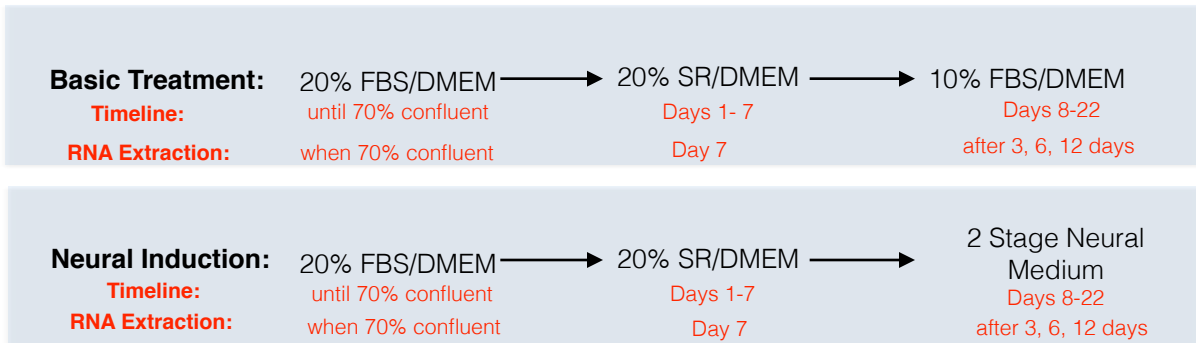 Basic Treatment: 20% FBS/DMEM 20% SR/DMEM 10% FBS/DMEM
Timeline: until 70% confluent Days 1- 7 Days 8-22
RNA Extraction: when 70% confluent Day 7 after 3, 6, 12 days
Neural Induction: 20% FBS/DMEM 20% SR/DMEM 2 Stage Neural
Medium
Timeline: until 70% confluent Days 1-7 Days 8-22
RNA Extraction: when 70% confluent Day 7 after 3, 6, 12 days